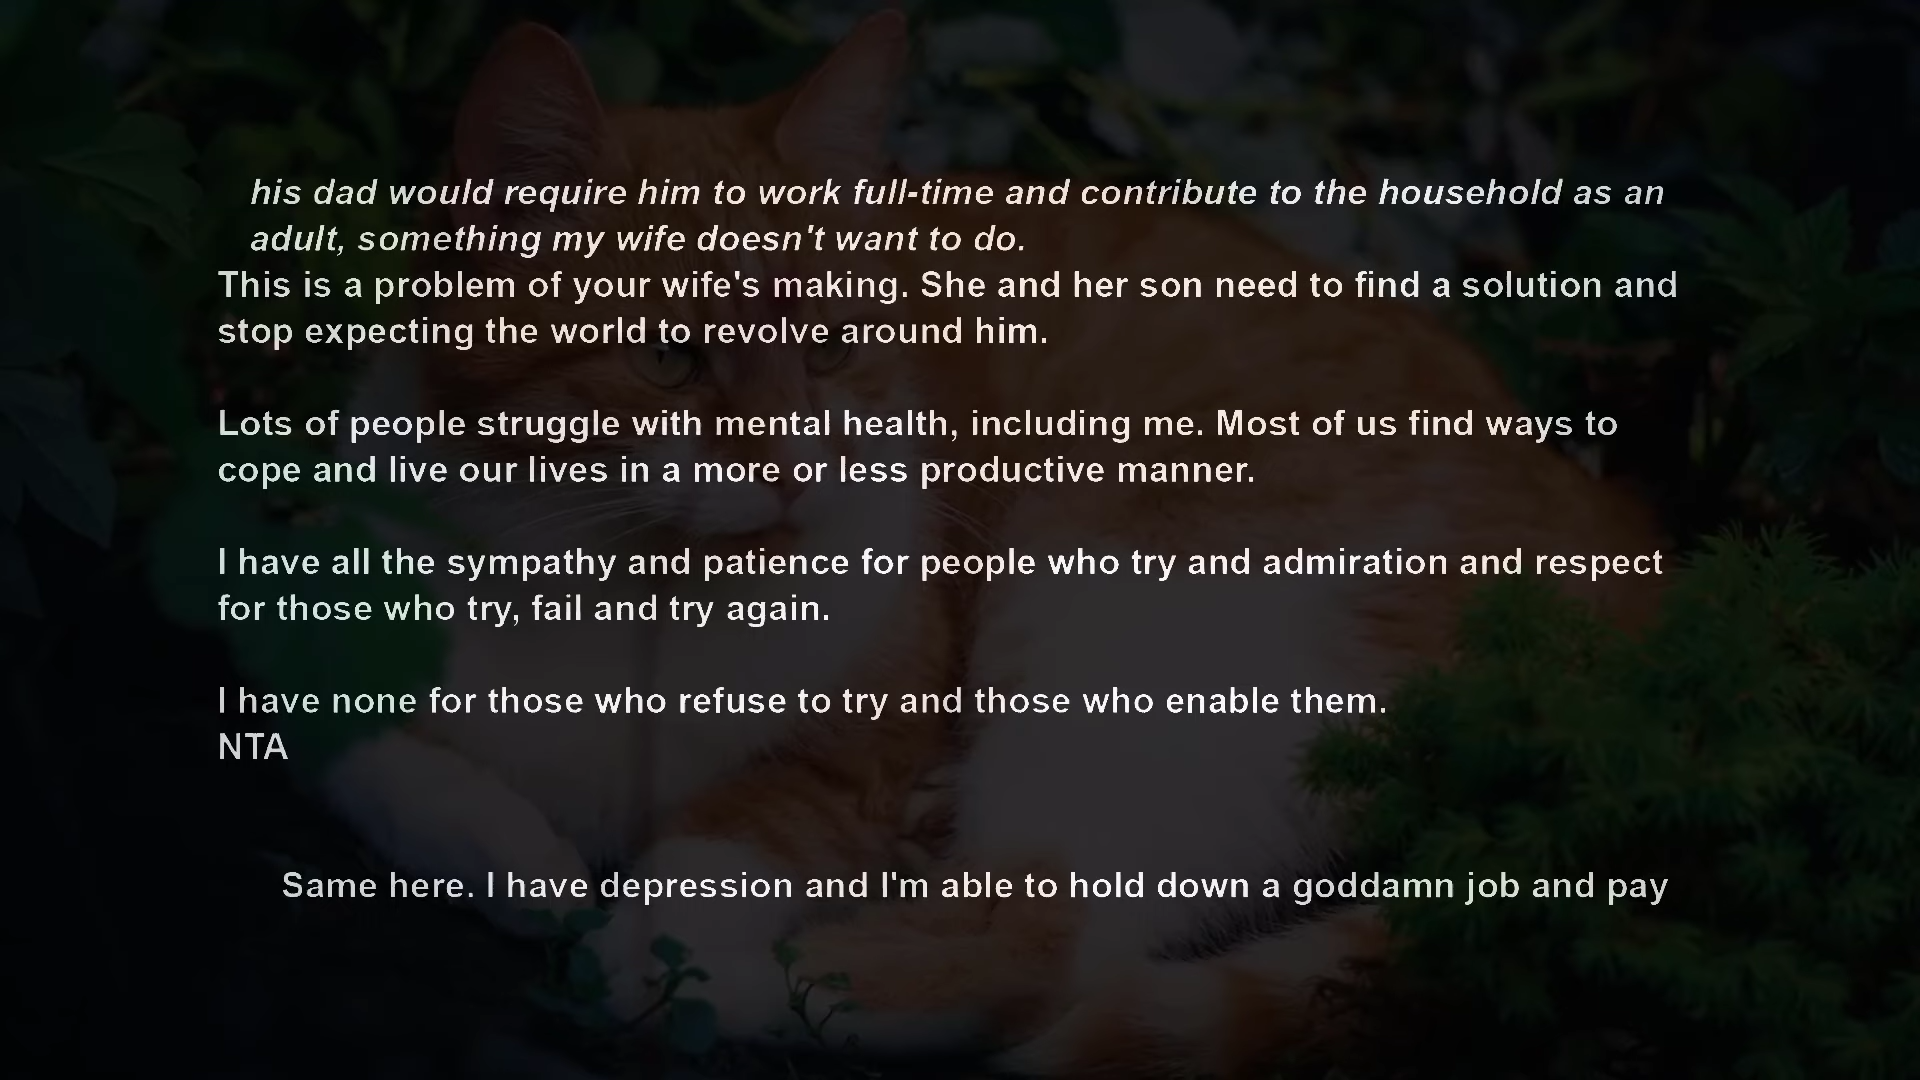 his dad would require him to work full-time and contribute to the household as an
adult, something my wife doesn't want to do.
This is a problem of your wife's making. She and her son need to find a solution and
stop expecting the world to revolve around him.
Lots of people struggle with mental health, including me. Most of us find ways to
cope and live our lives in a more or less productive manner.
I have all the sympathy and patience for people who try and admiration and respect
for those who try, fail and try again.
I have none for those who refuse to try and those who enable them.
NTA
Same here. I have depression and I'm able to hold down a goddamn job and pay